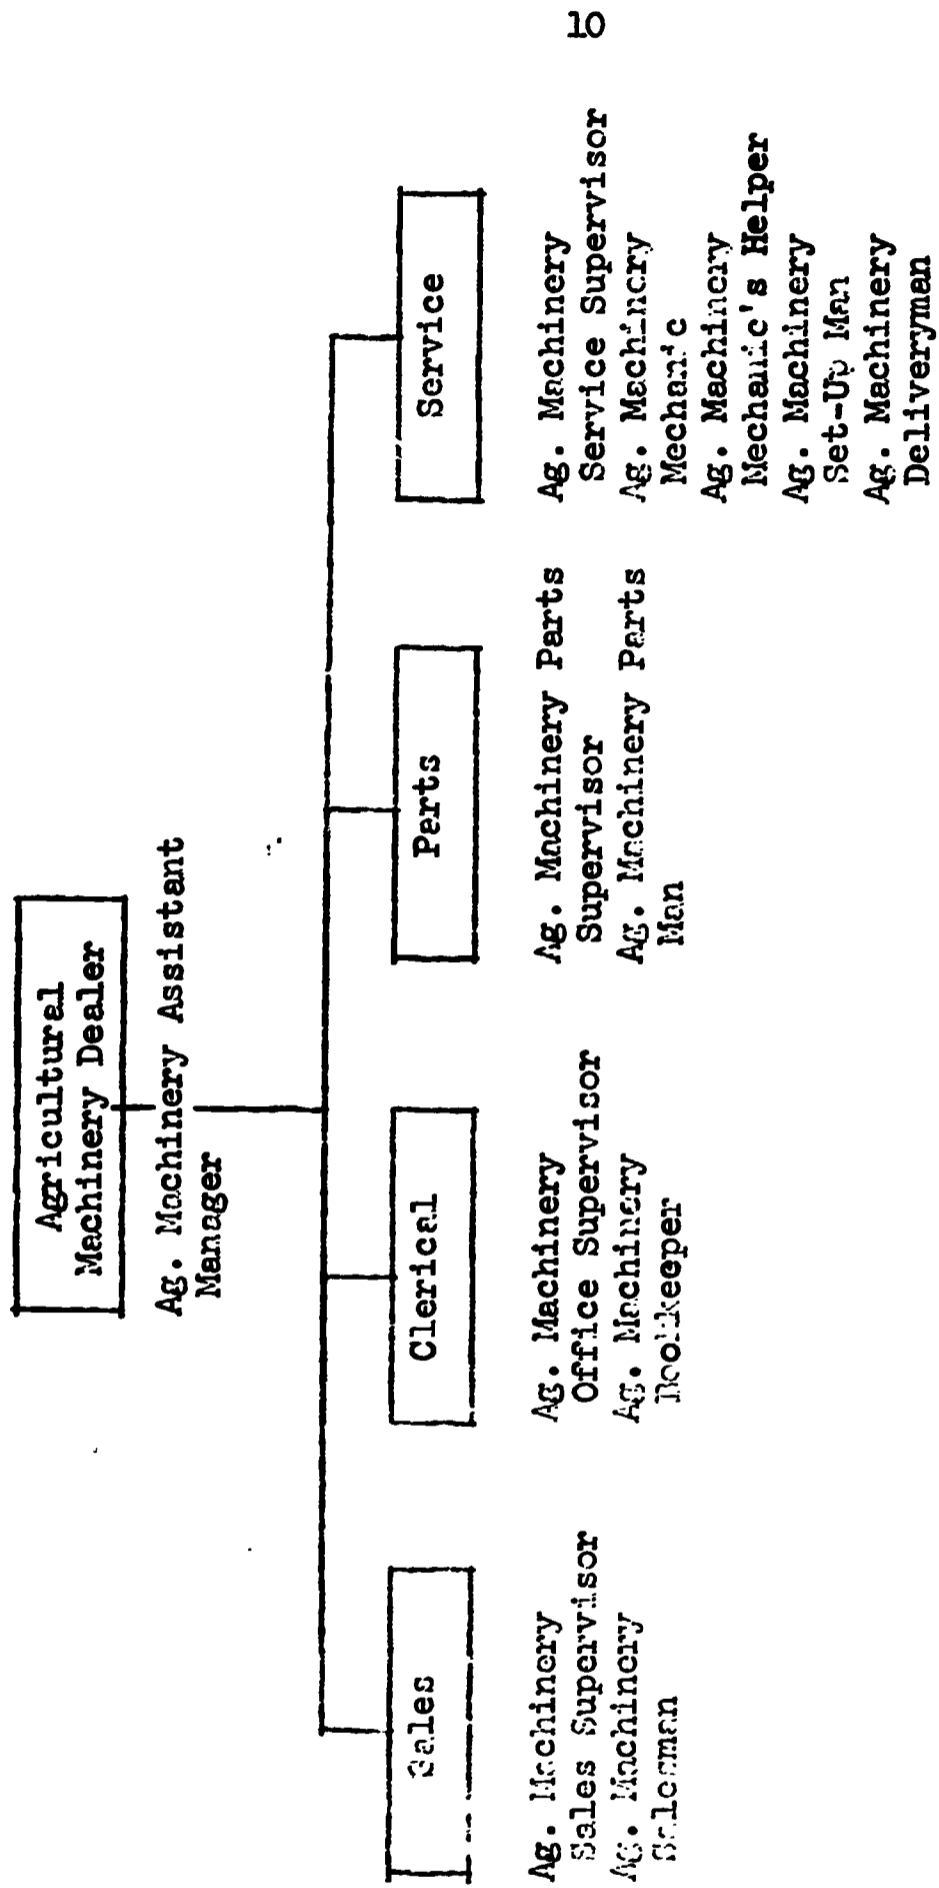 10
Agricultural
Machinery Dealer
Ag. Machinery Assistant
Manager
Sales
Clerical
Parts
Service
Ag. Machinery
Sales Supervisor
Ag. Machinery
Salesman
Ag. Machinery
Office Supervisor
Ag. Machinery
Bookkeeper
Ag. Machinery Parts
Supervisor
Ag. Machinery Parts
Man
Ag. Machinery
Service Supervisor
Ag. Machinery
Mechanic
Ag. Machinery
Mechanic's Helper
Ag. Machinery
Set-Up Man
Ag. Machinery
Deliveryman